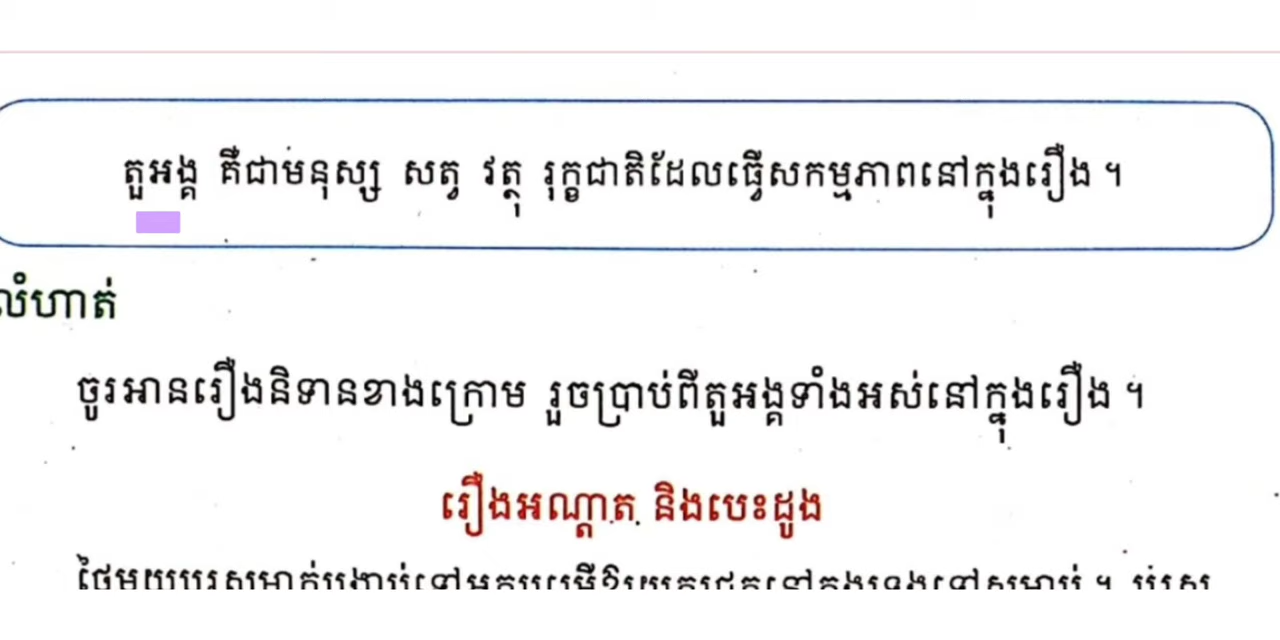 តួអង្គ គឺជាមនុស្ស សត្វ វត្ថុ រុក្ខជាតិដែលធ្វើសកម្មភាពនៅក្នុងរឿង ។
លំហាត់
ចូរអានរឿងនិទានខាងក្រោម រួចប្រាប់ពីតួអង្គទាំងអស់នៅក្នុងរឿង ។
រឿងអណ្ដាត និងបេះដូង